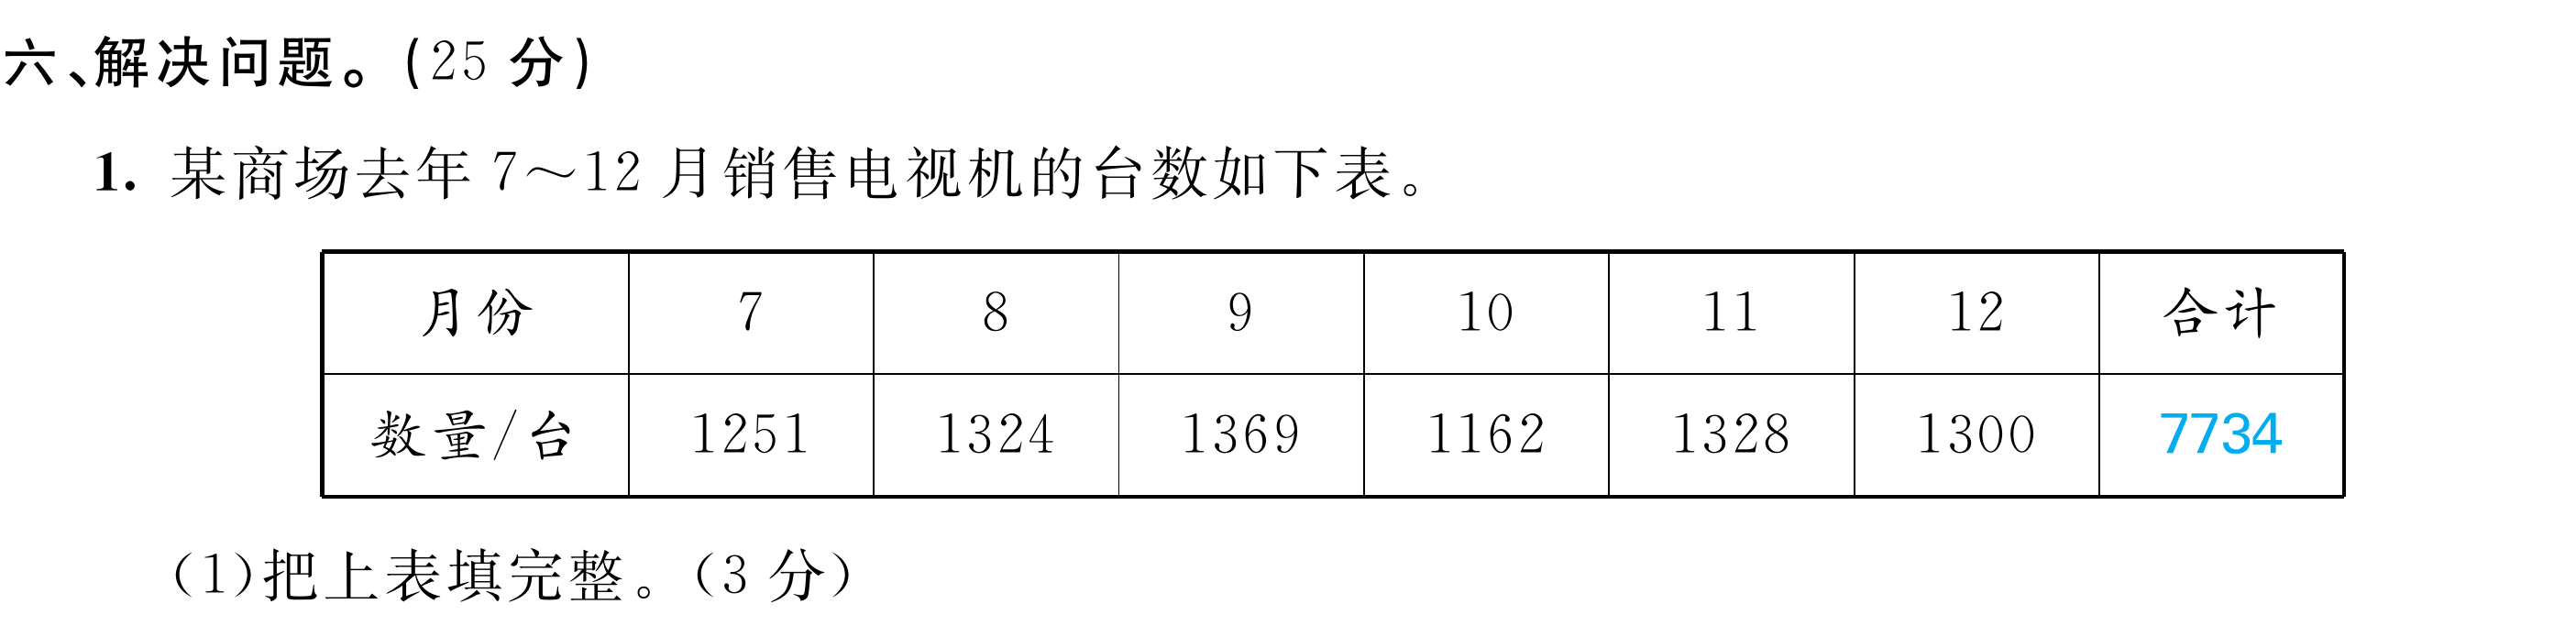 六、解决问题。(25 分)
1. 某商场去年 7～12 月销售电视机的台数如下表。
月份 7 8 9 10 11 12 合计
数量/台 1251 1324 1369 1162 1328 1300 7734
(1)把上表填完整。(3 分)